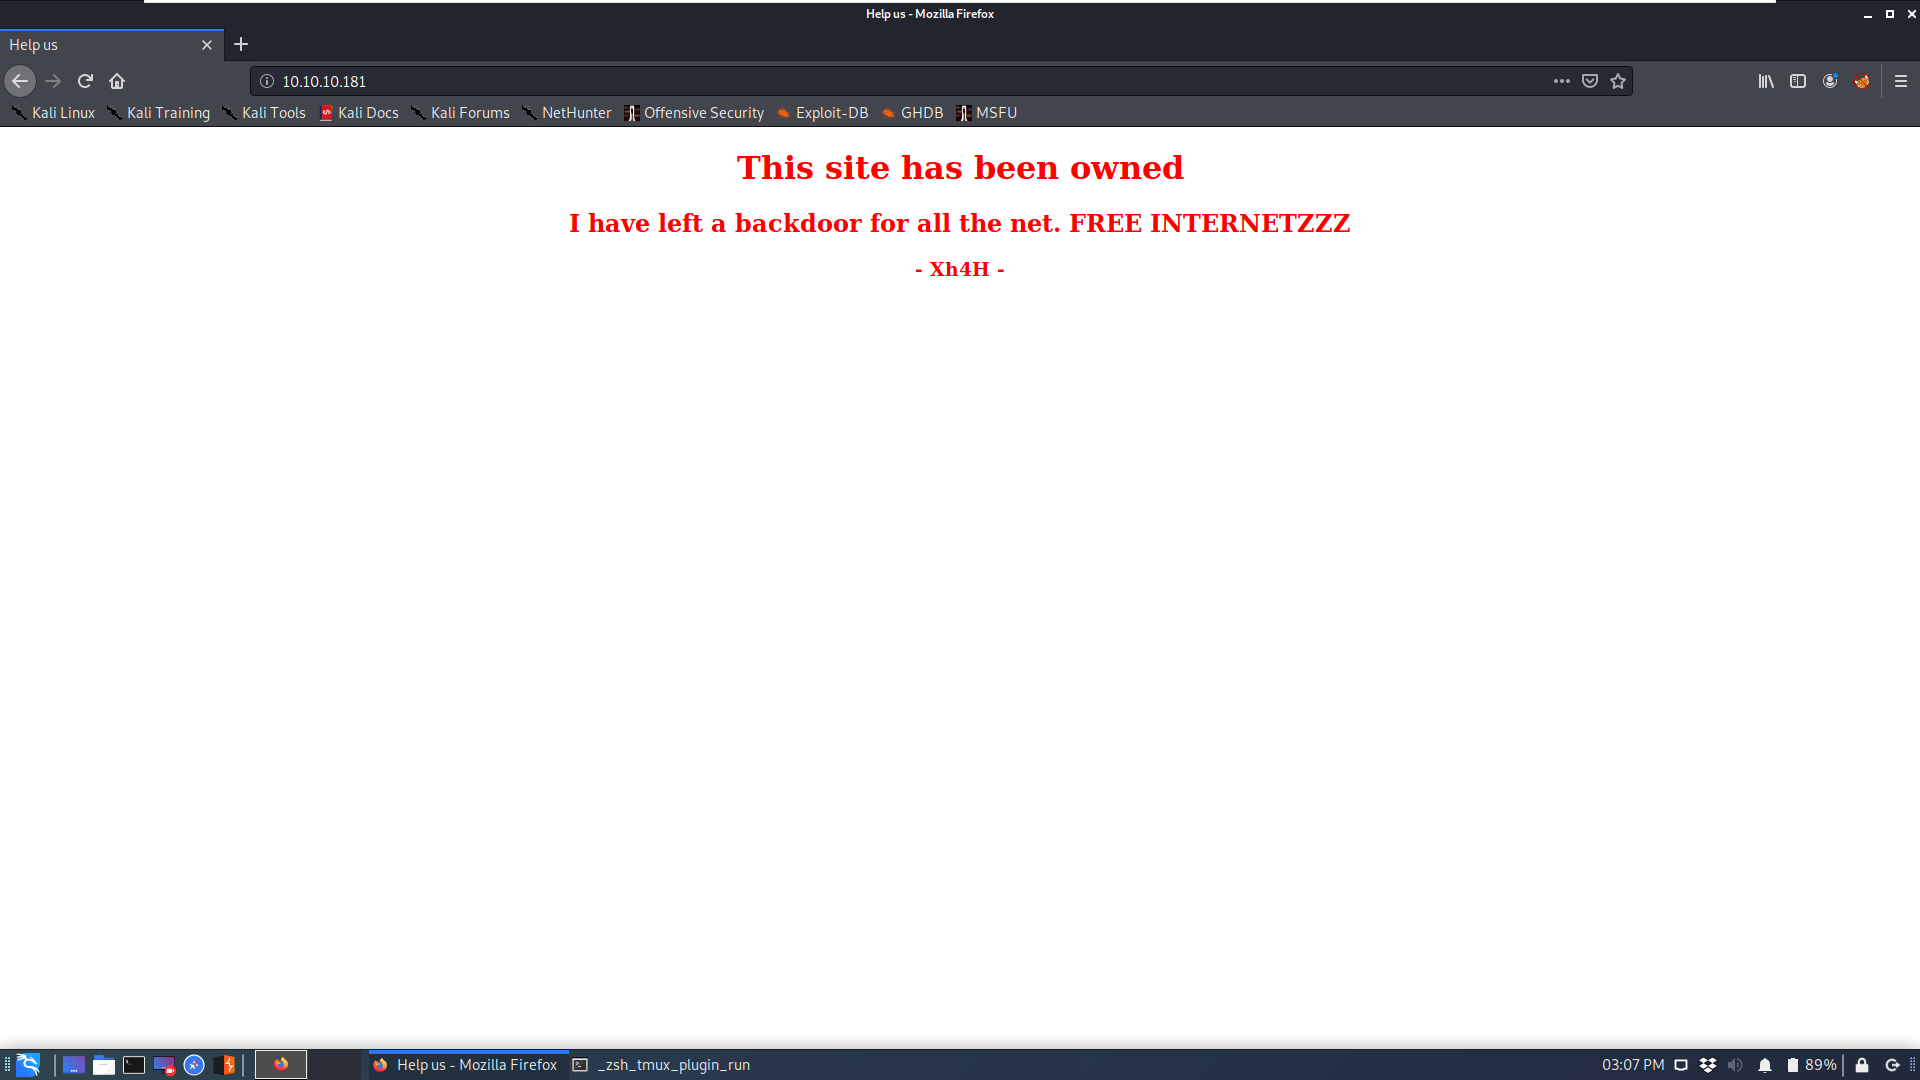 Help us - Mozilla Firefox
Help us
10.10.10.181
Kali Linux Kali Training Kali Tools Kali Docs Kali Forums NetHunter Offensive Security Exploit-DB GHDB MSFU
This site has been owned
I have left a backdoor for all the net. FREE INTERNETZZZ
- Xh4H -
Help us - Mozilla Firefox _zsh_tmux_plugin_run 03:07 PM 89%